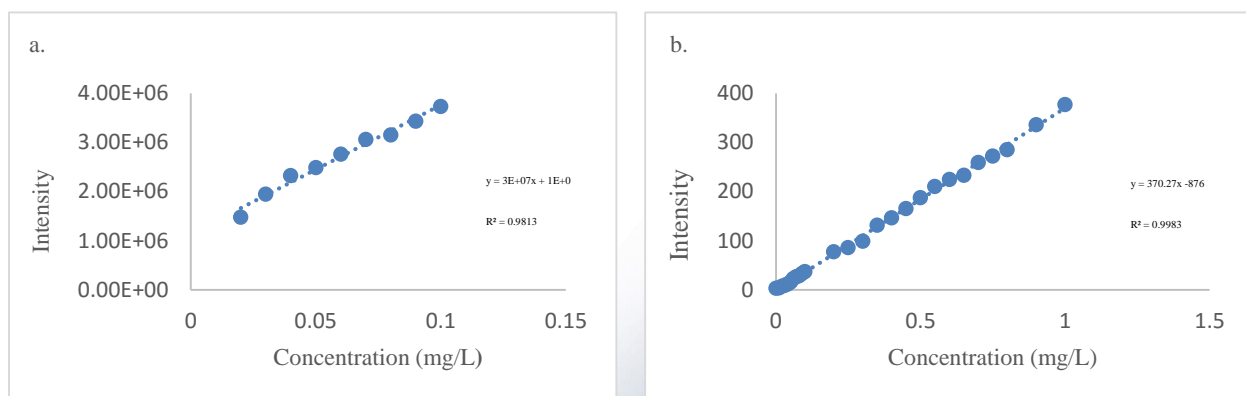 a.
4.00E+06
3.00E+06
2.00E+06
1.00E+06
0.00E+00
Intensity
0
0.05
0.1
0.15
Concentration (mg/L)
y = 3E+07x + 1E+0
R² = 0.9813
b.
400
300
200
100
0
Intensity
0
0.5
1
1.5
Concentration (mg/L)
y = 370.27x -876
R² = 0.9983